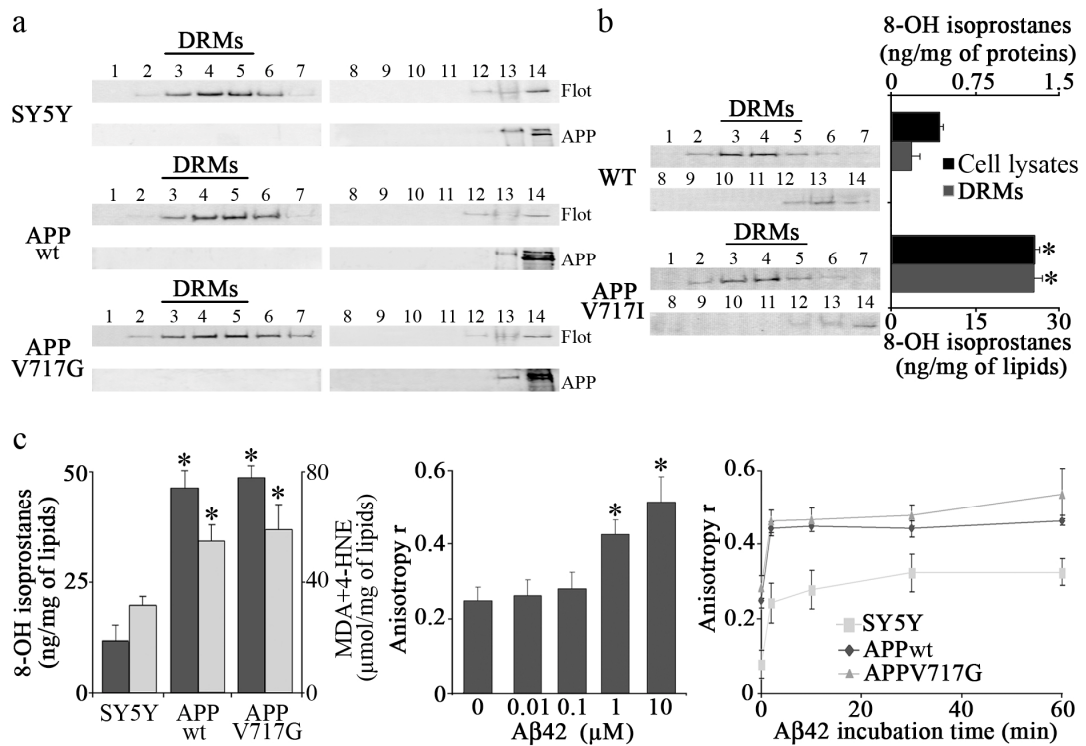 a
DRMs
1 2 3 4 5 6 7 8 9 10 11 12 13 14
SY5Y
Flot
APP
DRMs
1 2 3 4 5 6 7 8 9 10 11 12 13 14
APP
wt
Flot
APP
DRMs
1 2 3 4 5 6 7 8 9 10 11 12 13 14
APP
V717G
Flot
APP
b
8-OH isoprostanes
(ng/mg of proteins)
0 0.75 1.5
DRMs
1 2 3 4 5 6 7
WT
8 9 10 11 12 13 14
Cell lysates
DRMs
DRMs
1 2 3 4 5 6 7
APP
V717I
8 9 10 11 12 13 14
*
*
0 15 30
8-OH isoprostanes
(ng/mg of lipids)
c
8-OH isoprostanes
(ng/mg of lipids)
50
25
0
* * * *
80
40
0
MDA+4-HNE
(µmol/mg of lipids)
SY5Y
APP
wt
APP
V717G
Anisotropy r
0.6
0.4
0.2
0
* *
0 0.01 0.1 1 10
Aβ42 (µM)
Anisotropy r
0.6
0.4
0.2
0
SY5Y
APPwt
APPV717G
0 20 40 60
Aβ42 incubation time (min)